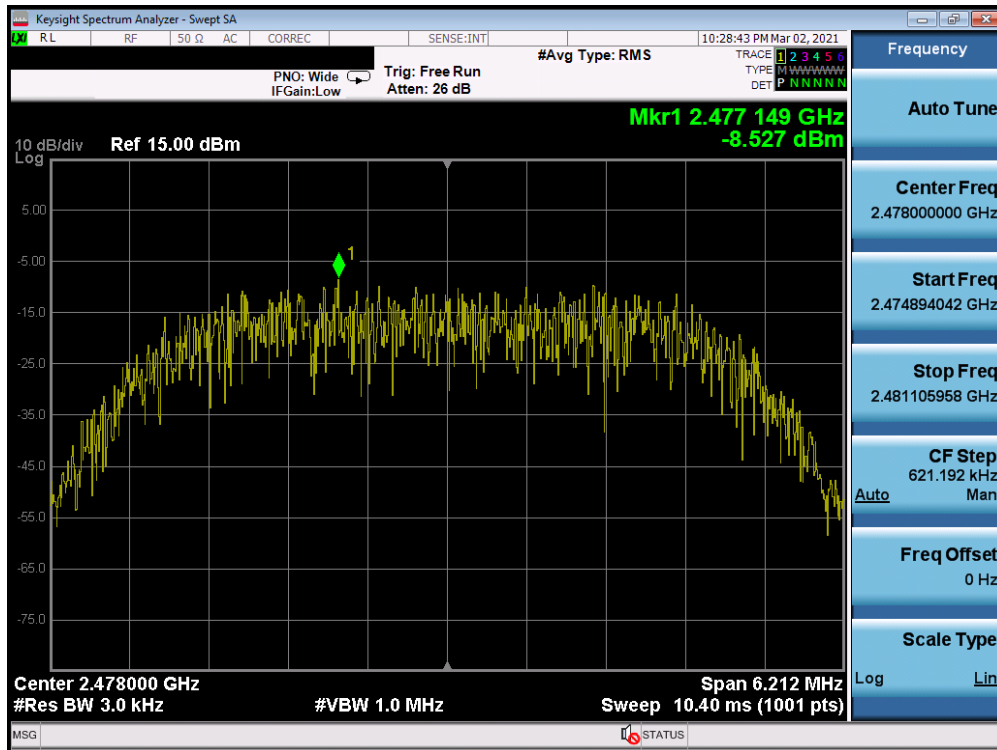 Keysight Spectrum Analyzer - Swept SA
LXI RL RF 50 Ω AC CORREC SENSE:INT 10:28:43 PM Mar 02, 2021
Frequency
#Avg Type: RMS TRACE 1 2 3 4 5 6
PNO: Wide Trig: Free Run TYPE M WWWWW
IFGain:Low Atten: 26 dB DET P N N N N N
Auto Tune
Mkr1 2.477 149 GHz
-8.527 dBm
10 dB/div Ref 15.00 dBm
Log
5.00
-5.00
-15.0
-25.0
-35.0
-45.0
-55.0
-65.0
-75.0
1
Center Freq
2.478000000 GHz
Start Freq
2.474894042 GHz
Stop Freq
2.481105958 GHz
CF Step
621.192 kHz
Auto Man
Freq Offset
0 Hz
Scale Type
Log Lin
Center 2.478000 GHz Span 6.212 MHz
#Res BW 3.0 kHz #VBW 1.0 MHz Sweep 10.40 ms (1001 pts)
MSG STATUS